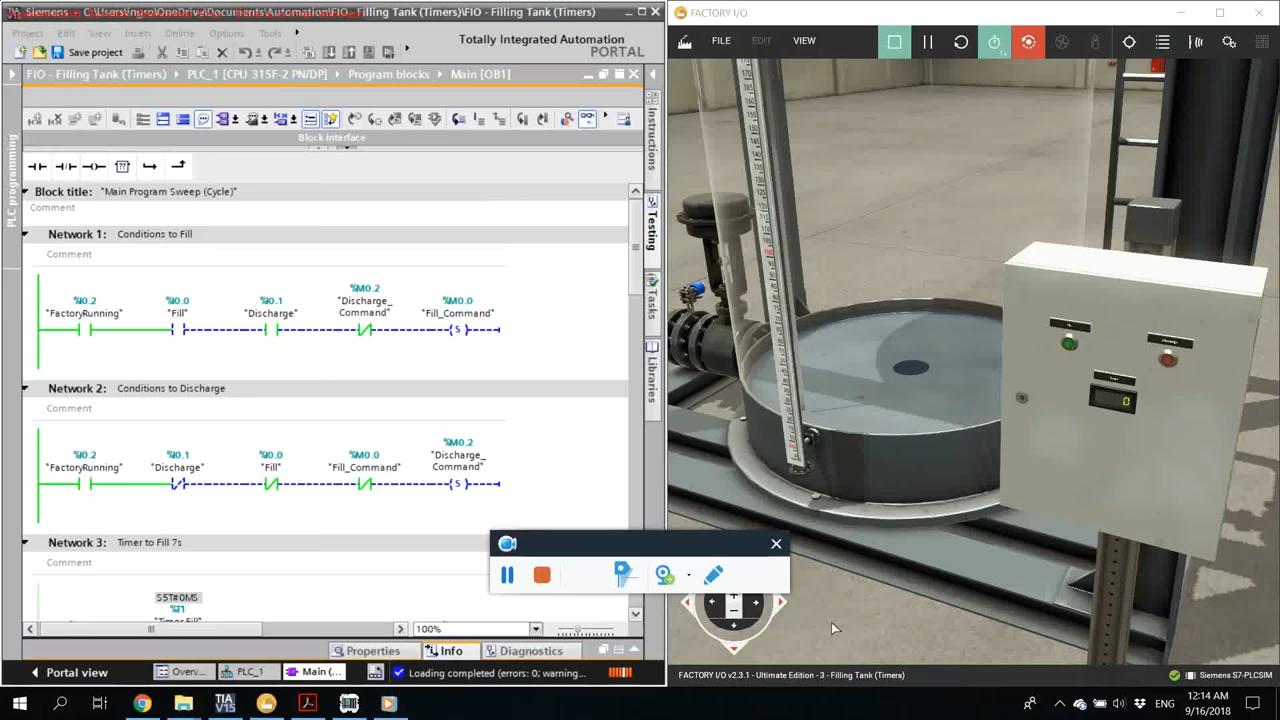 Siemens - C:\Users\ngro\OneDrive\Documents\Automation\FIO - Filling Tank (Timers)\FIO - Filling Tank (Timers)
Project Edit View Inserts Online Options Tools
Totally Integrated Automation
PORTAL
Save project
FIO - Filling Tank (Timers) PLC_1 [CPU 315F-2 PN/DP] Program blocks Main [OB1]
Block interface
Block title: "Main Program Sweep (Cycle)"
Comment
Network 1: Conditions to Fill
Comment
%M0.2
%I0.2 %I0.0 %I0.1 "Discharge_ %M0.0
"FactoryRunning" "Fill" "Discharge" Command" "Fill_Command"
S
Network 2: Conditions to Discharge
Comment
%M0.2
%I0.2 %I0.1 %I0.0 %M0.0 "Discharge_
"FactoryRunning" "Discharge" "Fill" "Fill_Command" Command"
S
Network 3: Timer to Fill 7s
Comment
S5T#0MS
%T1
"Timer Fill"
100%
Properties Info Diagnostics
Portal view Overv... PLC_1 Main (... Loading completed (errors: 0; warning...
PLC programming
Instructions
Testing
Tasks
Libraries
FACTORY I/O
FILE EDIT VIEW
1x
0
FACTORY I/O v2.3.1 - Ultimate Edition - 3 - Filling Tank (Timers) Siemens S7-PLCSIM
TIA V15
ENG
12:14 AM
9/16/2018